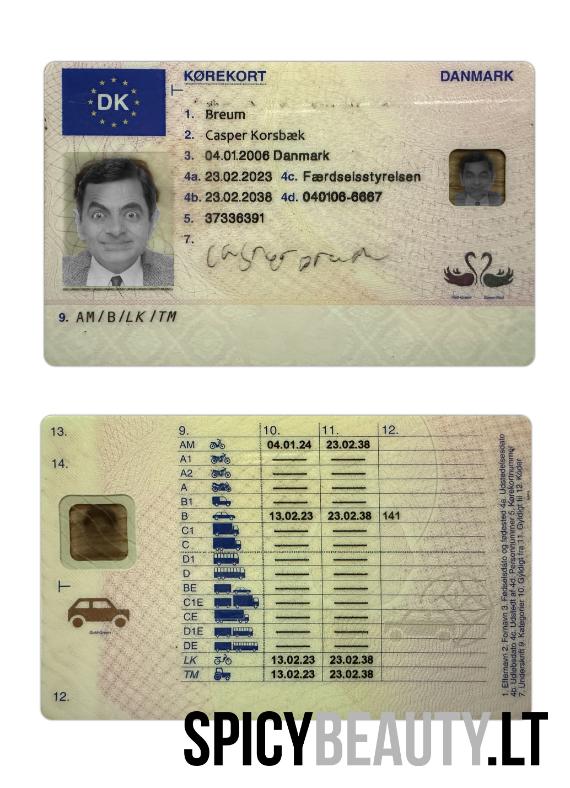 KØREKORT
DANMARK
DK
1. Breum
2. Casper Korsbæk
3. 04.01.2006 Danmark
4a. 23.02.2023 4c. Færdselsstyrelsen
4b. 23.02.2038 4d. 040106-6667
5. 37336391
7.
9. AM/B/LK/TM
13.
14.
9. 10. 11. 12.
AM 04.01.24 23.02.38
A1
A2
A
B1
B 13.02.23 23.02.38 141
C1
C
D1
D
BE
C1E
CE
D1E
DE
LK 13.02.23 23.02.38
TM 13.02.23 23.02.38
12.
1. Efternavn 2. Fornavn 3. Fødselsdato og fødested 4a. Udstedelsesdato
4b. Udløbsdato 4c. Udstedt af 4d. Personnummer 5. Kørekortnummer
7. Underskrift 9. Kategorier 10. Gyldigt fra 11. Gyldigt til 12. Koder
SPICYBEAUTY.LT